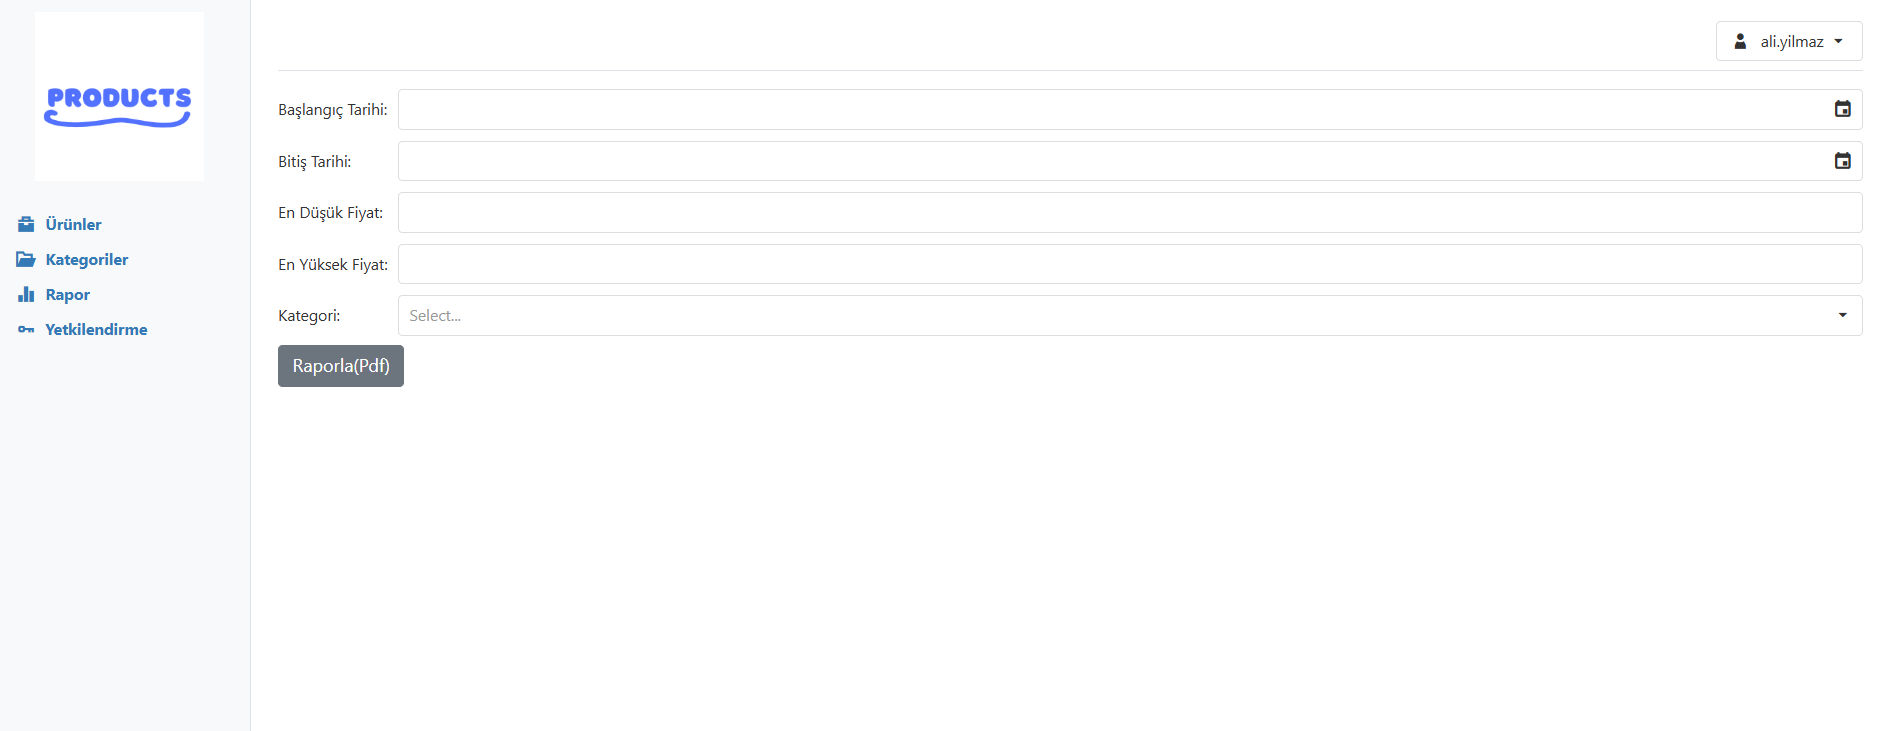 PRODUCTS
Ürünler
Kategoriler
Rapor
Yetkilendirme
ali.yilmaz
Başlangıç Tarihi:
Bitiş Tarihi:
En Düşük Fiyat:
En Yüksek Fiyat:
Kategori: Select...
Raporla(Pdf)